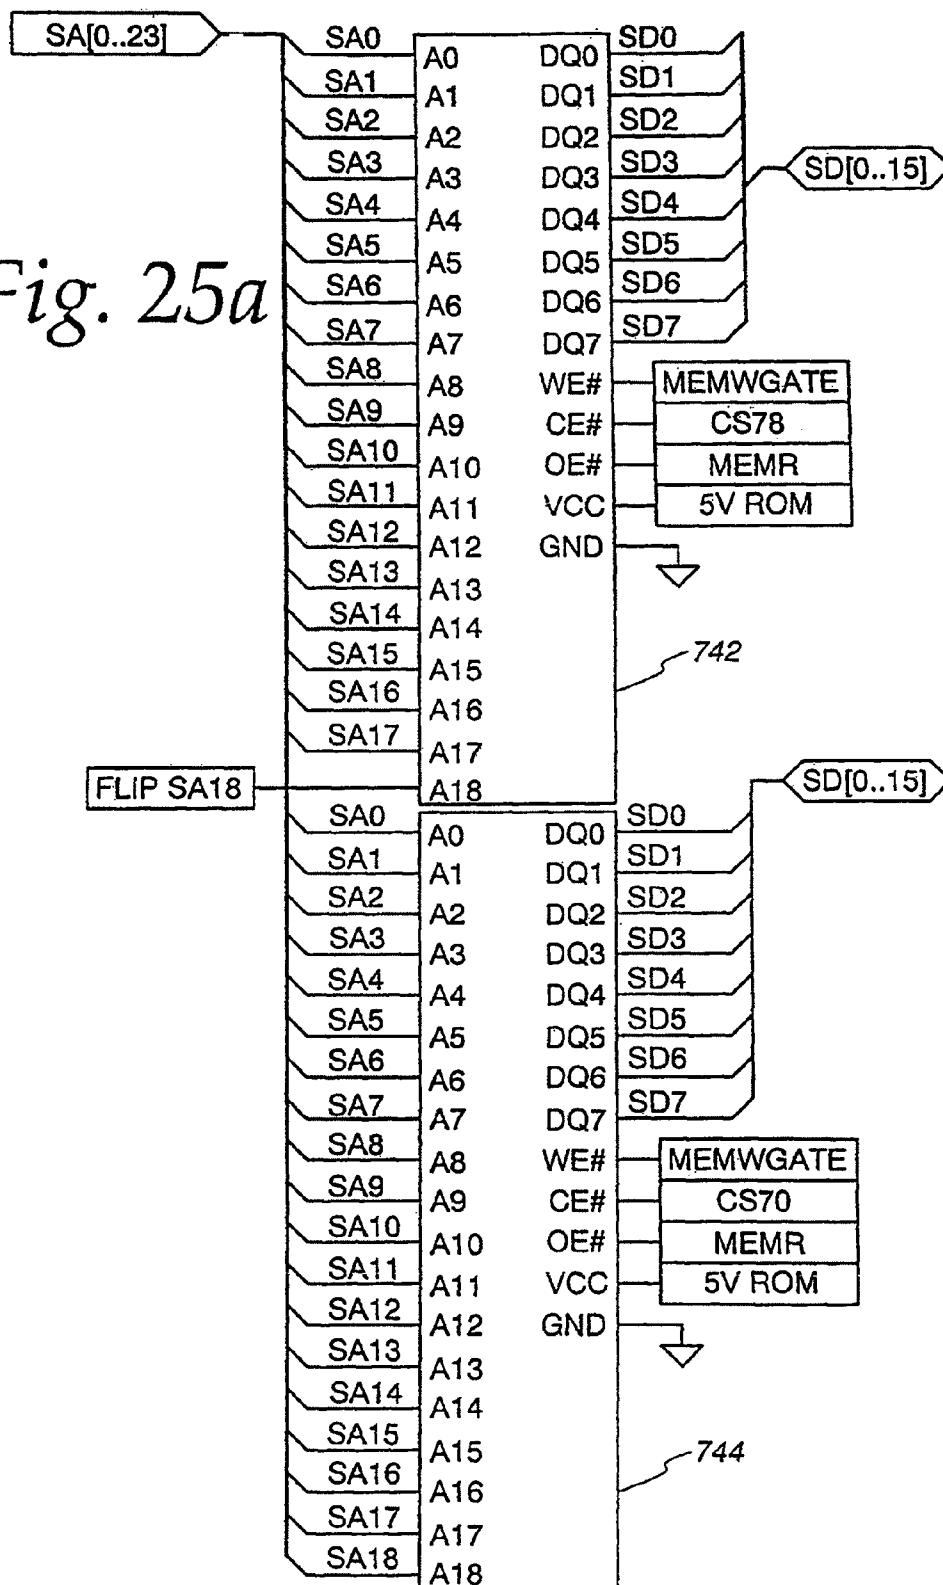 SA[0..23]
SA0 A0 DQ0 SD0
SA1 A1 DQ1 SD1
SA2 A2 DQ2 SD2
SA3 A3 DQ3 SD3
SD[0..15]
SA4 A4 DQ4 SD4
SA5 A5 DQ5 SD5
Fig. 25a
SA6 A6 DQ6 SD6
SA7 A7 DQ7 SD7
SA8 A8 WE# MEMWGATE
SA9 A9 CE# CS78
SA10 A10 OE# MEMR
SA11 A11 VCC 5V ROM
SA12 A12 GND
SA13 A13
SA14 A14
SA15 A15
742
SA16 A16
SA17 A17
FLIP SA18 A18
SD[0..15]
SA0 A0 DQ0 SD0
SA1 A1 DQ1 SD1
SA2 A2 DQ2 SD2
SA3 A3 DQ3 SD3
SA4 A4 DQ4 SD4
SA5 A5 DQ5 SD5
SA6 A6 DQ6 SD6
SA7 A7 DQ7 SD7
SA8 A8 WE# MEMWGATE
SA9 A9 CE# CS70
SA10 A10 OE# MEMR
SA11 A11 VCC 5V ROM
SA12 A12 GND
SA13 A13
SA14 A14
SA15 A15
744
SA16 A16
SA17 A17
SA18 A18